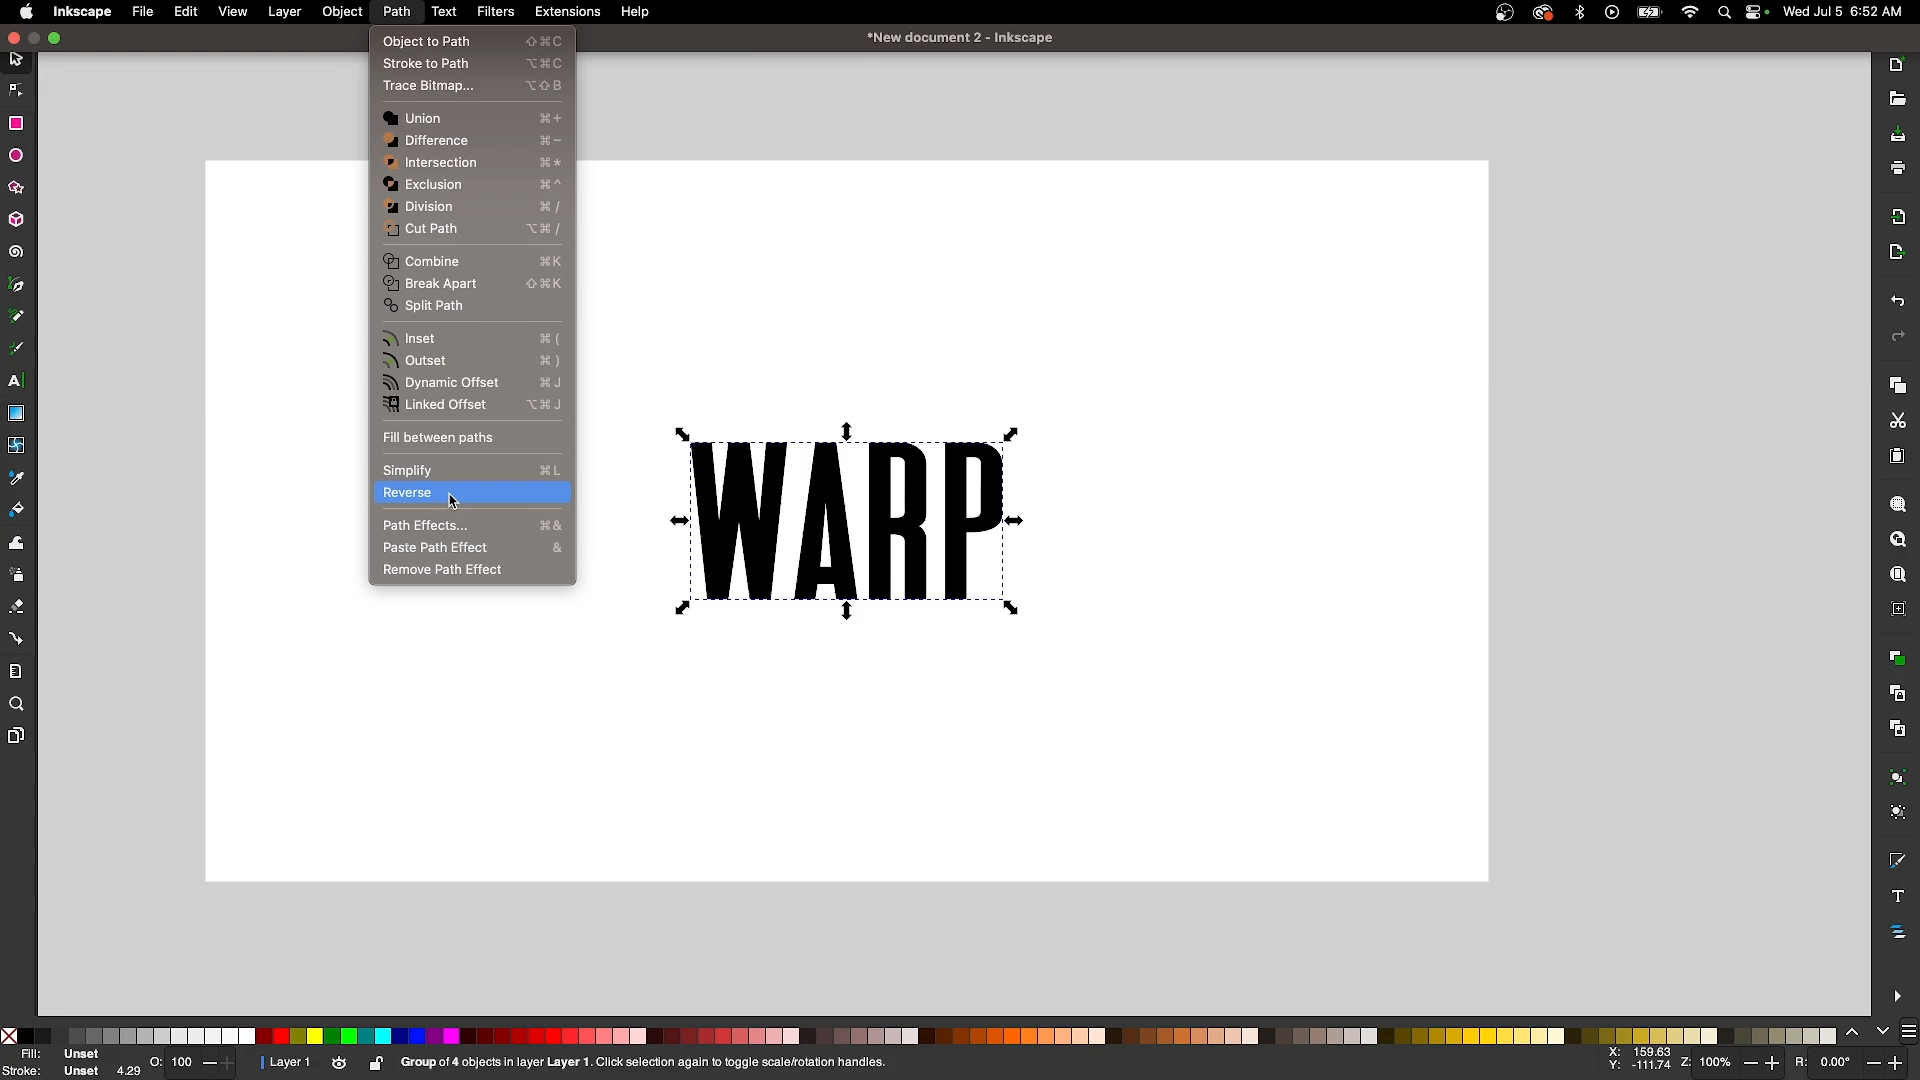 Inkscape File Edit View Layer Object Path Text Filters Extensions Help Wed Jul 5 6:52 AM
*New document 2 - Inkscape
Object to Path ⇧⌘C
Stroke to Path ⌥⌘C
Trace Bitmap... ⌥⇧B
Union ⌘+
Difference ⌘-
Intersection ⌘*
Exclusion ⌘^
Division ⌘/
Cut Path ⌥⌘/
Combine ⌘K
Break Apart ⇧⌘K
Split Path
Inset ⌘(
Outset ⌘)
Dynamic Offset ⌘J
Linked Offset ⌥⌘J
Fill between paths
Simplify ⌘L
Reverse
Path Effects... ⌘&
Paste Path Effect &
Remove Path Effect
WARP
Fill: Unset
Stroke: Unset 4.29
O: 100
Layer 1
Group of 4 objects in layer Layer 1. Click selection again to toggle scale/rotation handles.
X: 159.63
Y: -111.74
Z: 100%
R: 0.00°